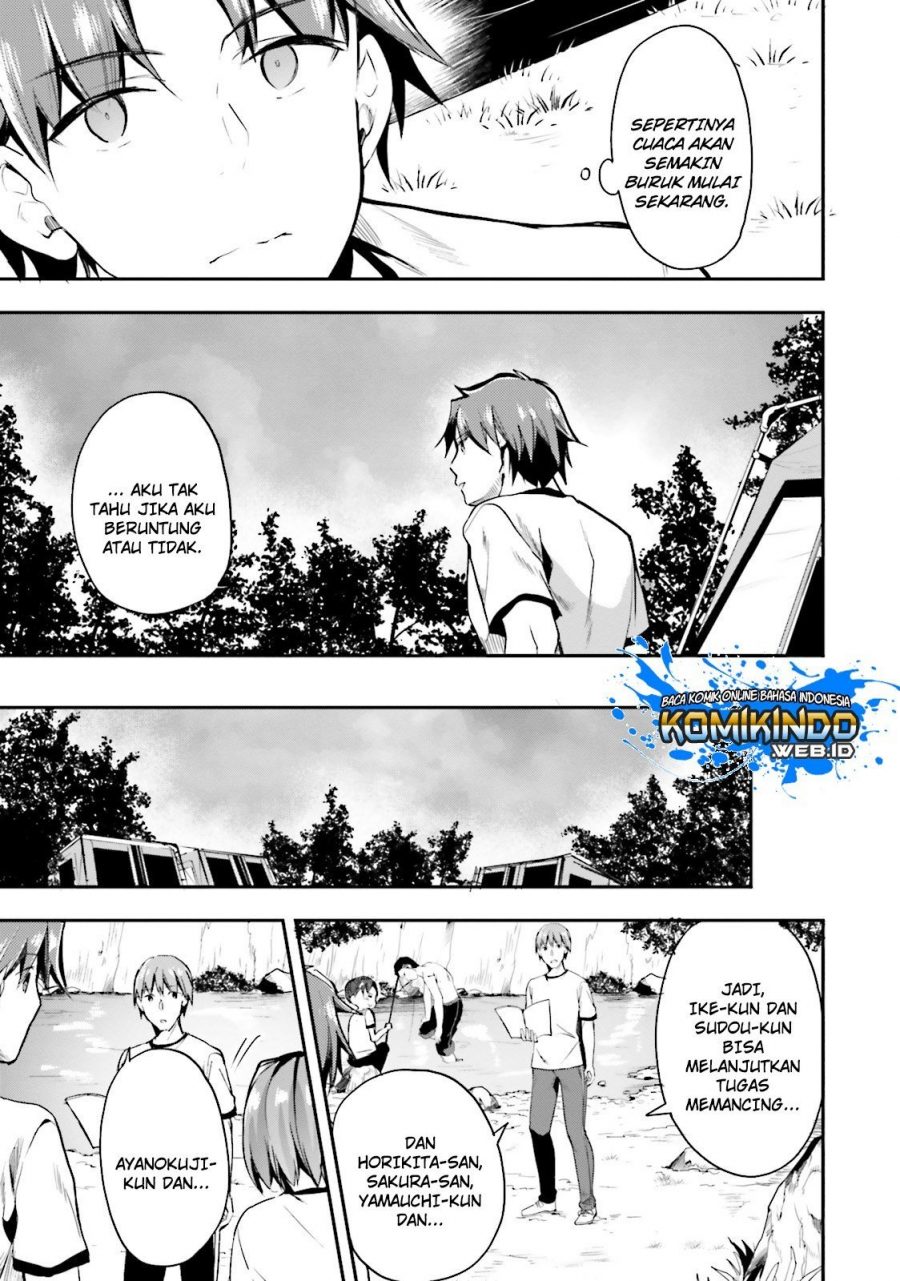 SEPERTINYA
CUACA AKAN
SEMAKIN
BURUK MULAI
SEKARANG.
... AKU TAK
TAHU JIKA AKU
BERUNTUNG
ATAU TIDAK.
BACA KOMIK ONLINE BAHASA INDONESIA
KOMIKINDO
WEB.ID
JADI,
IKE-KUN DAN
SUDOU-KUN
BISA
MELANJUTKAN
TUGAS
MEMANCING...
DAN
HORIKITA-SAN,
SAKURA-SAN,
YAMAUCHI-KUN
DAN...
AYANOKUJI-
KUN DAN...